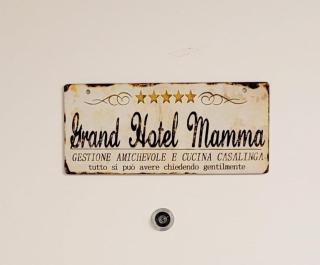 Grand Hotel Mamma
GESTIONE AMICHEVOLE E CUCINA CASALINGA
tutto si può avere chiedendo gentilmente